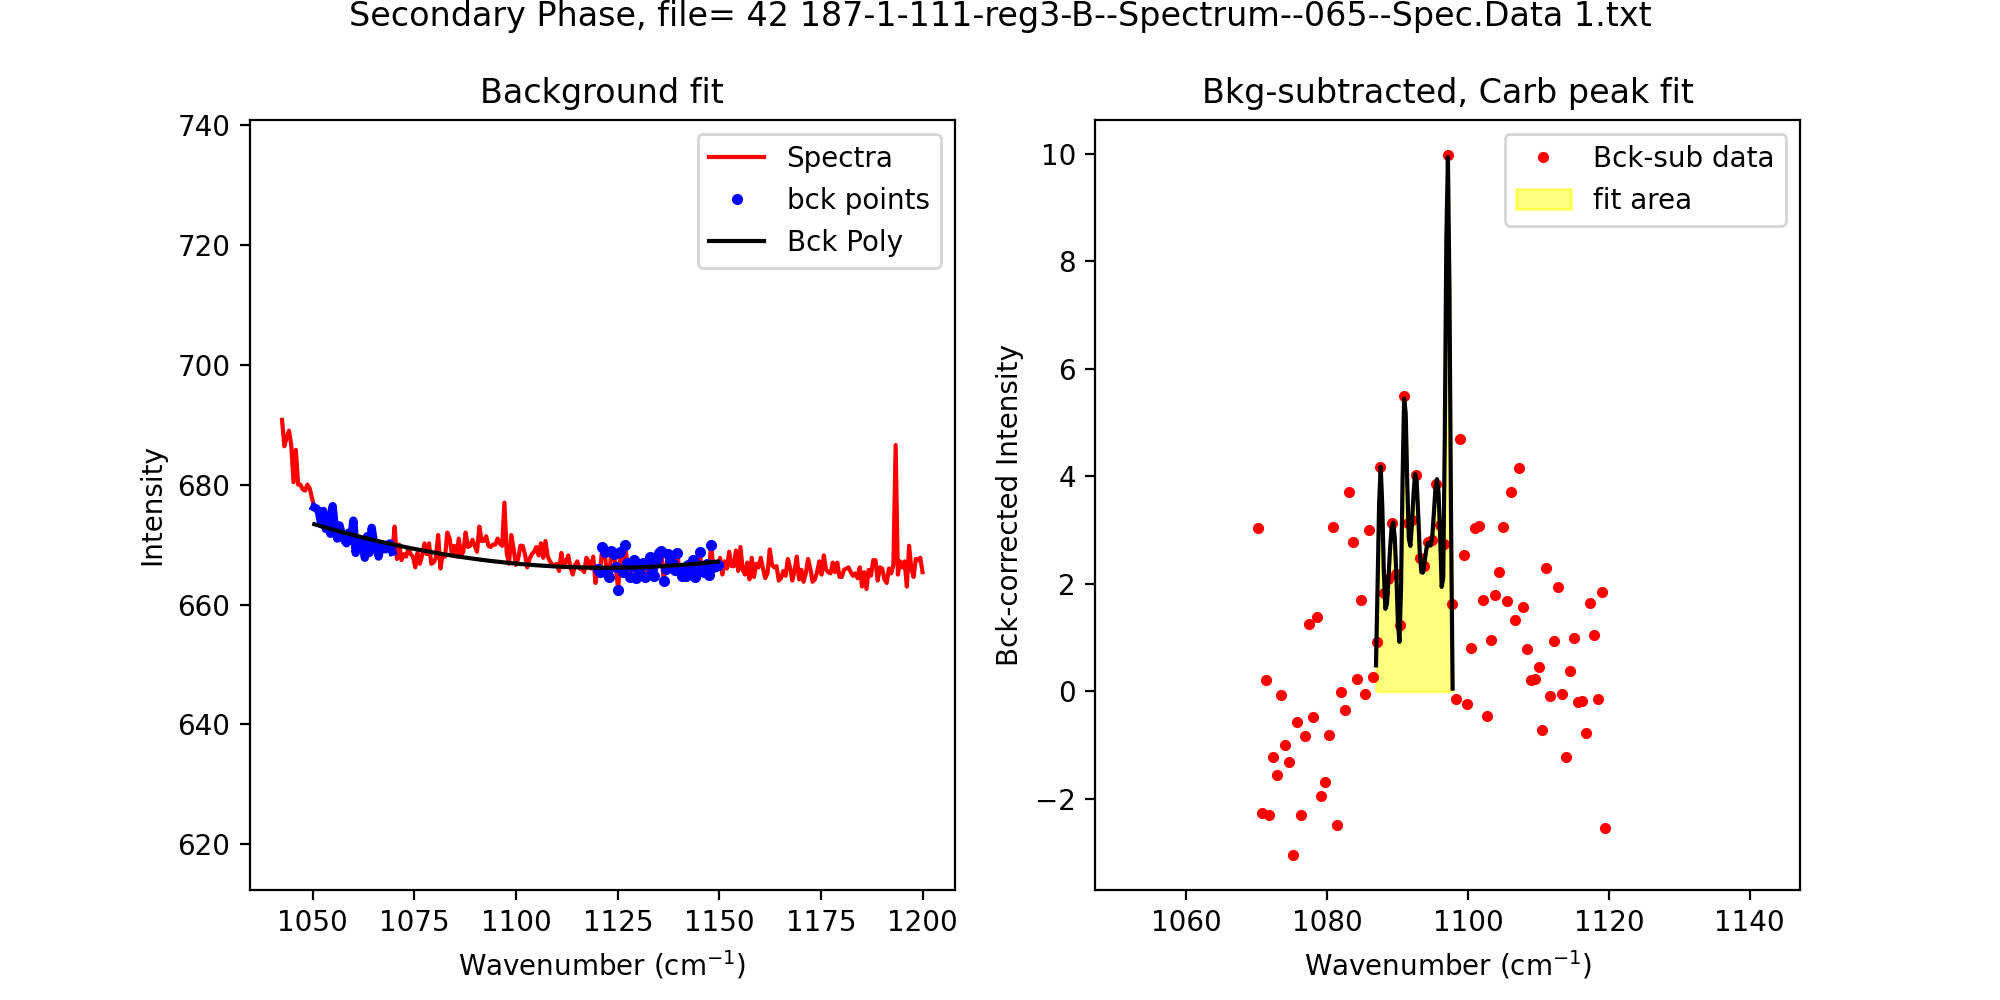 Secondary Phase, file= 42 187-1-111-reg3-B--Spectrum--065--Spec.Data 1.txt
Background fit
740
720
700
680
660
640
620
Intensity
Spectra
bck points
Bck Poly
1050 1075 1100 1125 1150 1175 1200
Wavenumber (cm⁻¹)
Bkg-subtracted, Carb peak fit
10
8
6
4
2
0
−2
Bck-corrected Intensity
Bck-sub data
fit area
1060 1080 1100 1120 1140
Wavenumber (cm⁻¹)